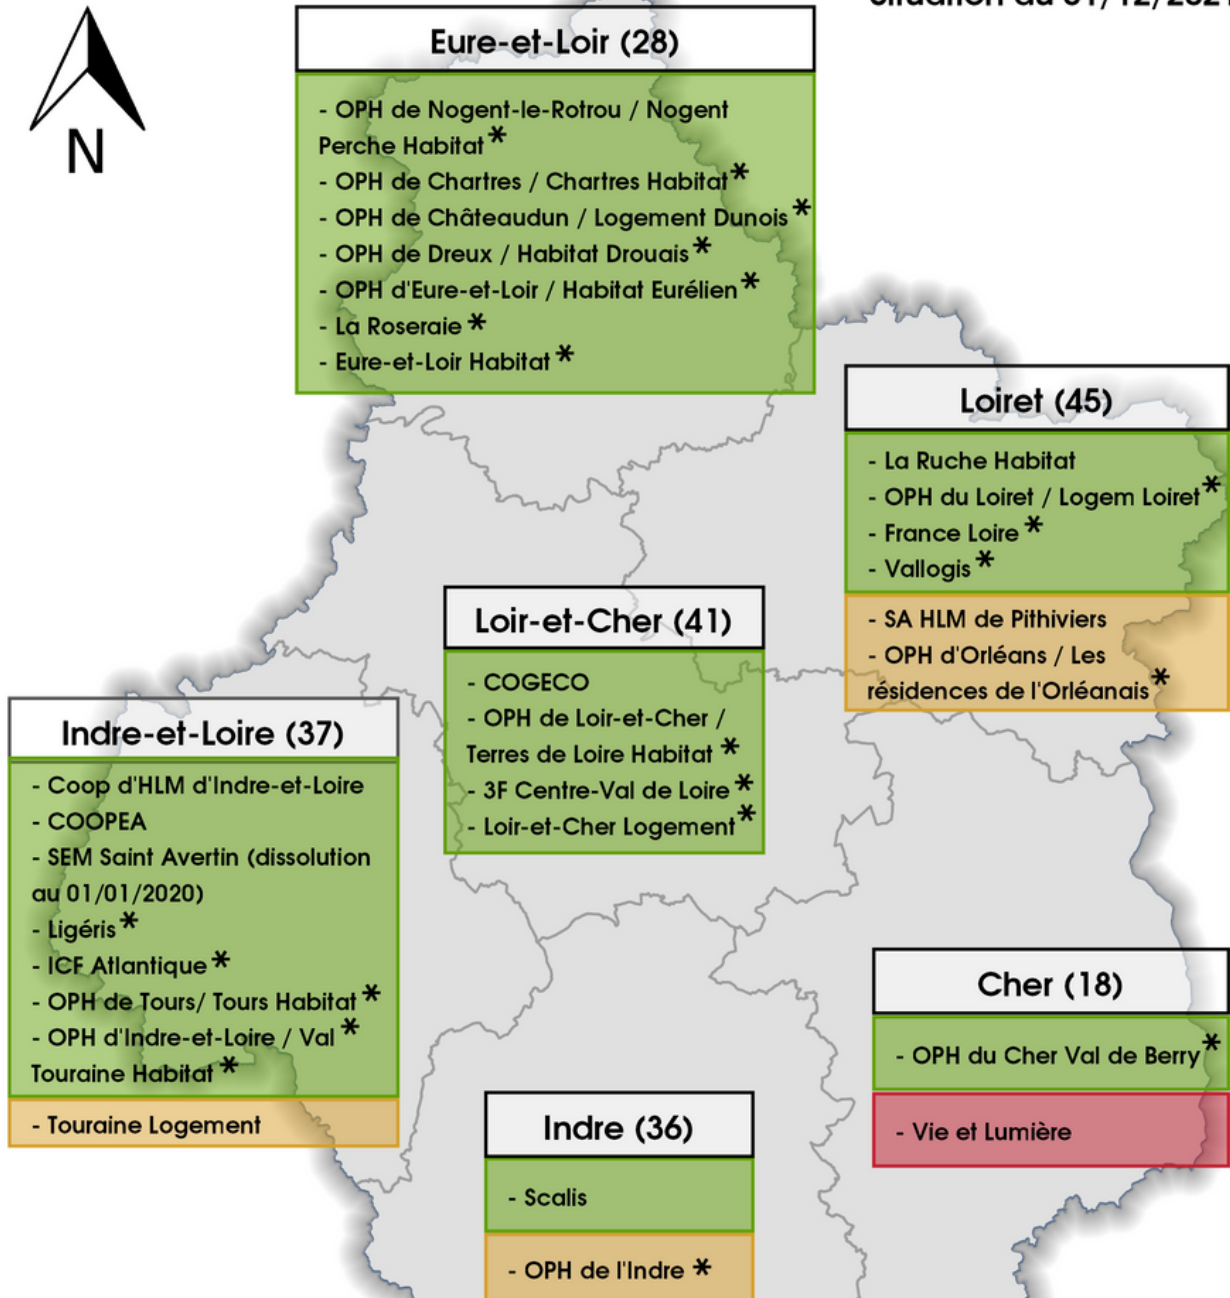 N
Eure-et-Loir (28)
- OPH de Nogent-le-Rotrou / Nogent
Perche Habitat *
- OPH de Chartres / Chartres Habitat *
- OPH de Châteaudun / Logement Dunois *
- OPH de Dreux / Habitat Drouais *
- OPH d'Eure-et-Loir / Habitat Eurélien *
- La Roseraie *
- Eure-et-Loir Habitat *
Loiret (45)
- La Ruche Habitat
- OPH du Loiret / Logem Loiret *
- France Loire *
- Vallogis *
- SA HLM de Pithiviers
- OPH d'Orléans / Les
résidences de l'Orléanais *
Loir-et-Cher (41)
- COGECO
- OPH de Loir-et-Cher /
Terres de Loire Habitat *
- 3F Centre-Val de Loire *
- Loir-et-Cher Logement *
Indre-et-Loire (37)
- Coop d'HLM d'Indre-et-Loire
- COOPEA
- SEM Saint Avertin (dissolution
au 01/01/2020)
- Ligéris *
- ICF Atlantique *
- OPH de Tours/ Tours Habitat *
- OPH d'Indre-et-Loire / Val *
Touraine Habitat *
- Touraine Logement
Cher (18)
- OPH du Cher Val de Berry *
- Vie et Lumière
Indre (36)
- Scalis
- OPH de l'Indre *